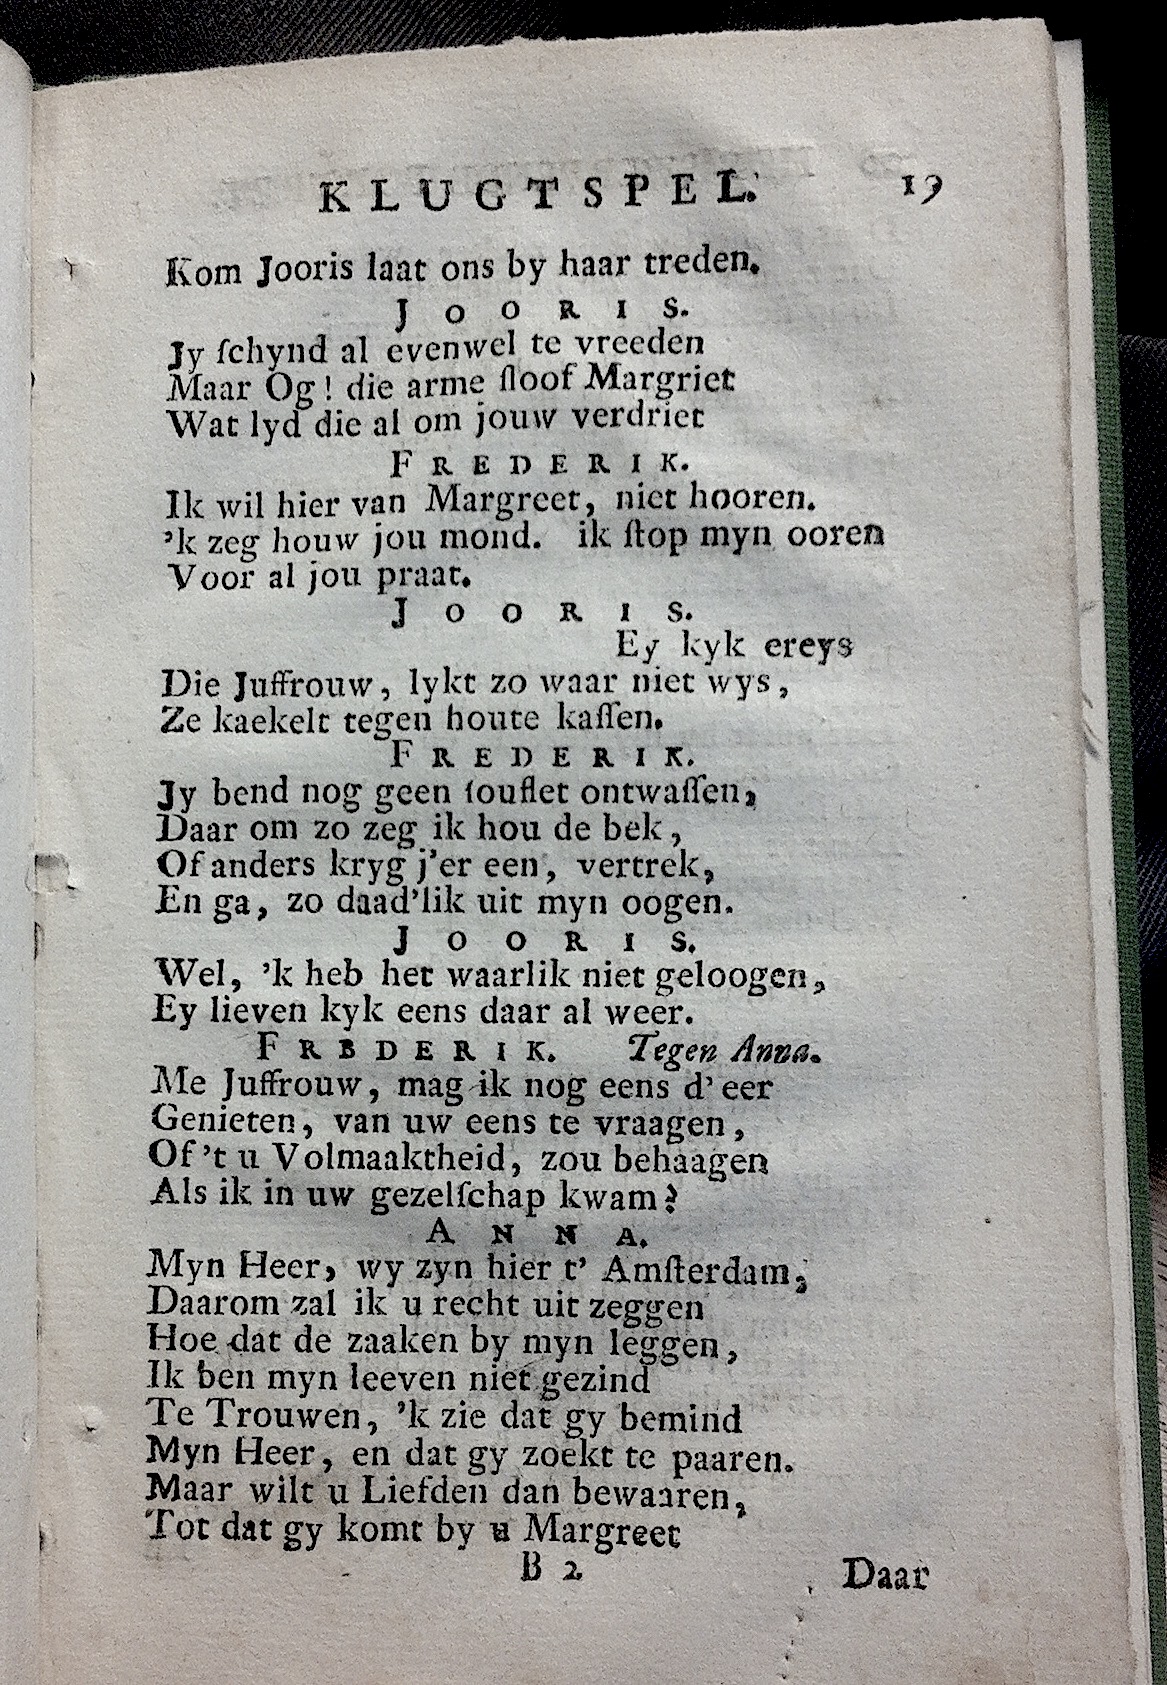 KLUGTSPEL. 19
Kom Jooris laat ons by haar treden.
JOORIS.
Jy ſchynd al evenwel te vreeden
Maar Og! die arme ſloof Margriet
Wat lyd die al om jouw verdriet
FREDERIK.
Ik wil hier van Margreet, niet hooren.
'k zeg houw jou mond. ik ſtop myn ooren
Voor al jou praat.
JOORIS.
Ey kyk ereys
Die Juffrouw, lykt zo waar niet wys,
Ze kaekelt tegen houte kaſſen.
FREDERIK.
Jy bend nog geen ſouflet ontwaſſen,
Daar om zo zeg ik hou de bek,
Of anders kryg j'er een, vertrek,
En ga, zo daad'lik uit myn oogen.
JOORIS.
Wel, 'k heb het waarlik niet geloogen,
Ey lieven kyk eens daar al weer.
FREDERIK. Tegen Anna.
Me Juffrouw, mag ik nog eens d'eer
Genieten, van uw eens te vraagen,
Of 't u Volmaaktheid, zou behaagen
Als ik in uw gezelſchap kwam?
ANNA.
Myn Heer, wy zyn hier t' Amſterdam,
Daarom zal ik u recht uit zeggen
Hoe dat de zaaken by myn leggen,
Ik ben myn leeven niet gezind
Te Trouwen, 'k zie dat gy bemind
Myn Heer, en dat gy zoekt te paaren.
Maar wilt u Liefden dan bewaaren,
Tot dat gy komt by u Margreet
B 2 Daar